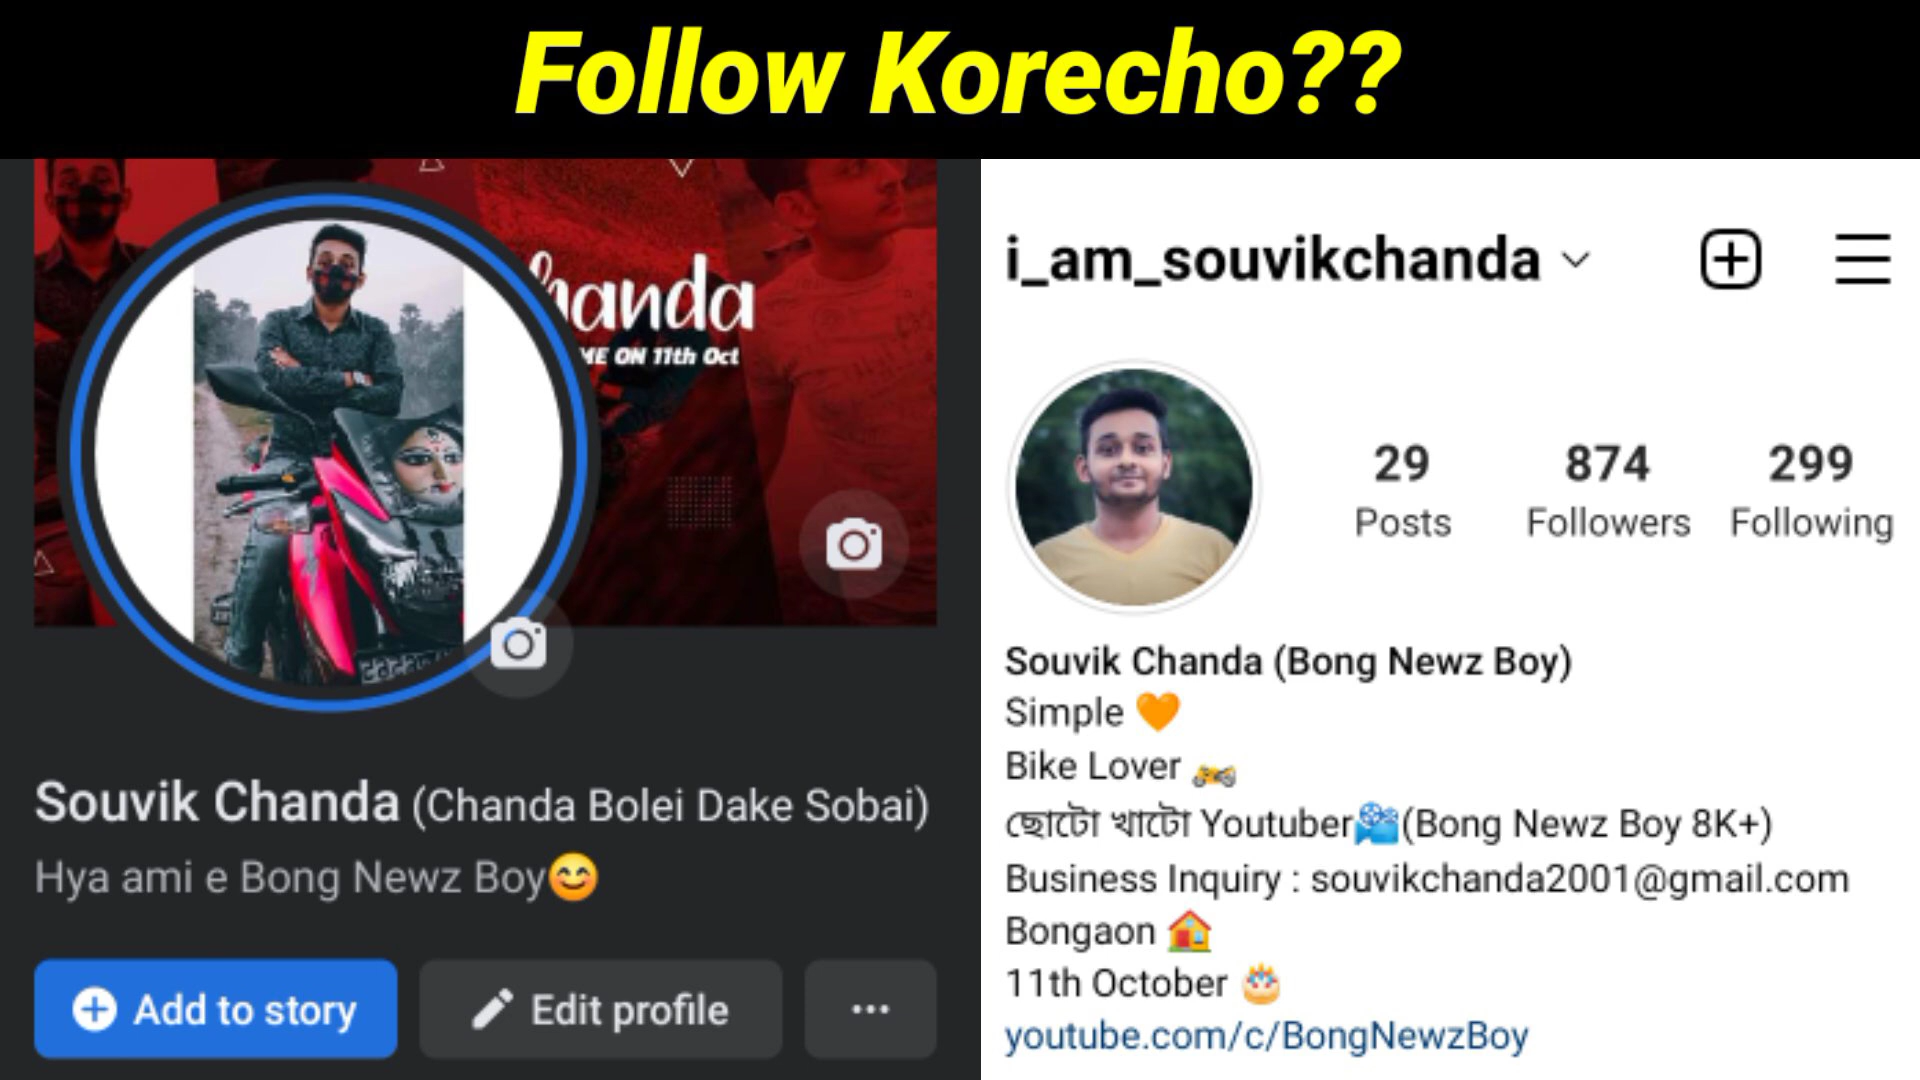 Follow Korecho??
handa
ME ON 11th Oct
Souvik Chanda (Chanda Bolei Dake Sobai)
Hya ami e Bong Newz Boy😊
Add to story
Edit profile
i_am_souvikchanda
29 874 299
Posts Followers Following
Souvik Chanda (Bong Newz Boy)
Simple 🧡
Bike Lover 🏍️
ছোটো খাটো Youtuber🎥(Bong Newz Boy 8K+)
Business Inquiry : souvikchanda2001@gmail.com
Bongaon 🏠
11th October 🎂
youtube.com/c/BongNewzBoy